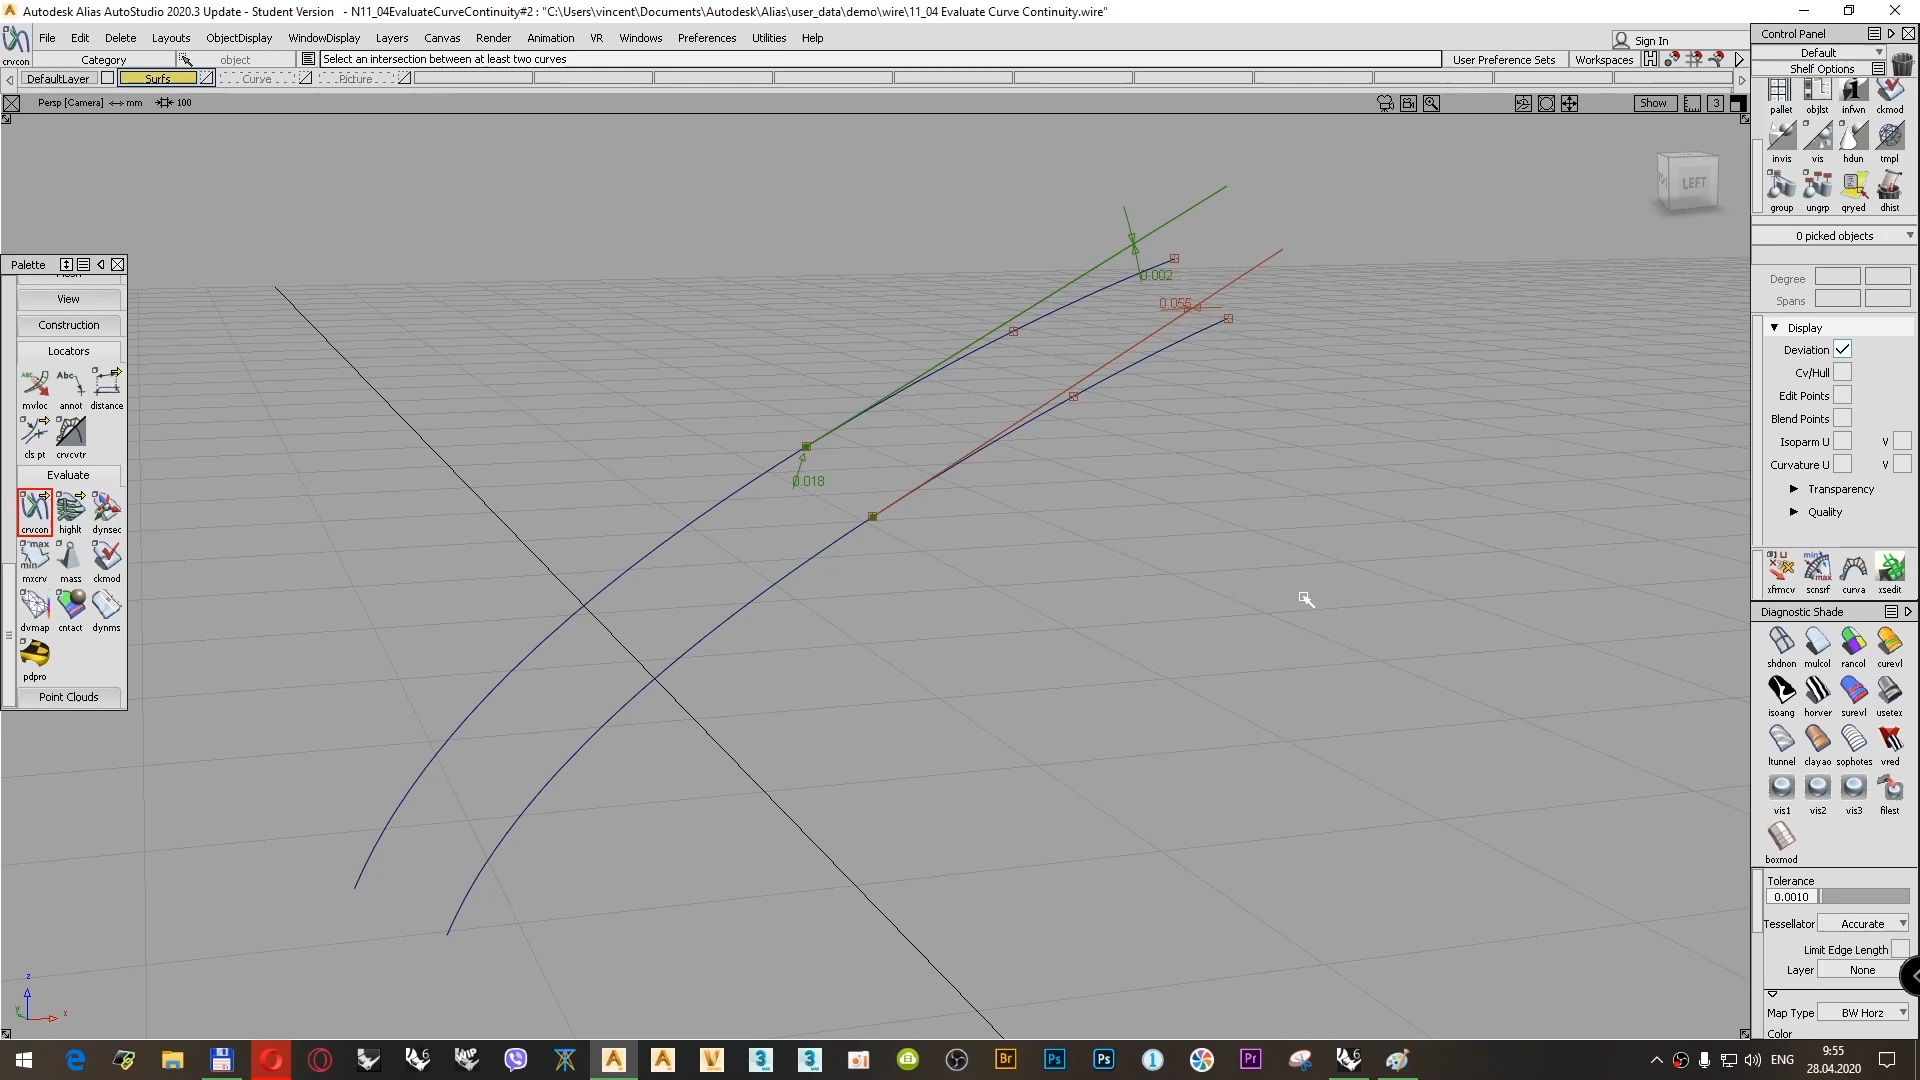 Autodesk Alias AutoStudio 2020.3 Update - Student Version - N11_04EvaluateCurveContinuity#2 : "C:\Users\vincent\Documents\Autodesk\Alias\user_data\demo\wire\11_04 Evaluate Curve Continuity.wire"
File Edit Delete Layouts ObjectDisplay WindowDisplay Layers Canvas Render Animation VR Windows Preferences Utilities Help
Sign In
crvcon
Category
object
Select an intersection between at least two curves
User Preference Sets
Workspaces
DefaultLayer
Surfs
Curve
Picture
Persp [Camera] mm 100
Show
3
LEFT
0.002
0.055
0.018
Palette
View
Construction
Locators
mvloc annot distance
cls pt crvcvtr
Evaluate
crvcon highlt dynsec
mxcrv mass ckmod
dvmap cntact dynms
pdpro
Point Clouds
z
y
x
Control Panel
Default
Shelf Options
pallet objlst infwn ckmod
invis vis hdun tmpl
group ungrp qryed dhist
0 picked objects
Degree
Spans
Display
Deviation
Cv/Hull
Edit Points
Blend Points
Isoparm U V
Curvature U V
Transparency
Quality
xfrmcv scnsrf curva xsedit
Diagnostic Shade
shdnon mulcol rancol curevl
isoang horver surevl usetex
ltunnel clayao sophotes vred
vis1 vis2 vis3 filest
boxmod
Tolerance
0.0010
Tessellator Accurate
Limit Edge Length
Layer None
Map Type BW Horz
Color
ENG
9:55
28.04.2020